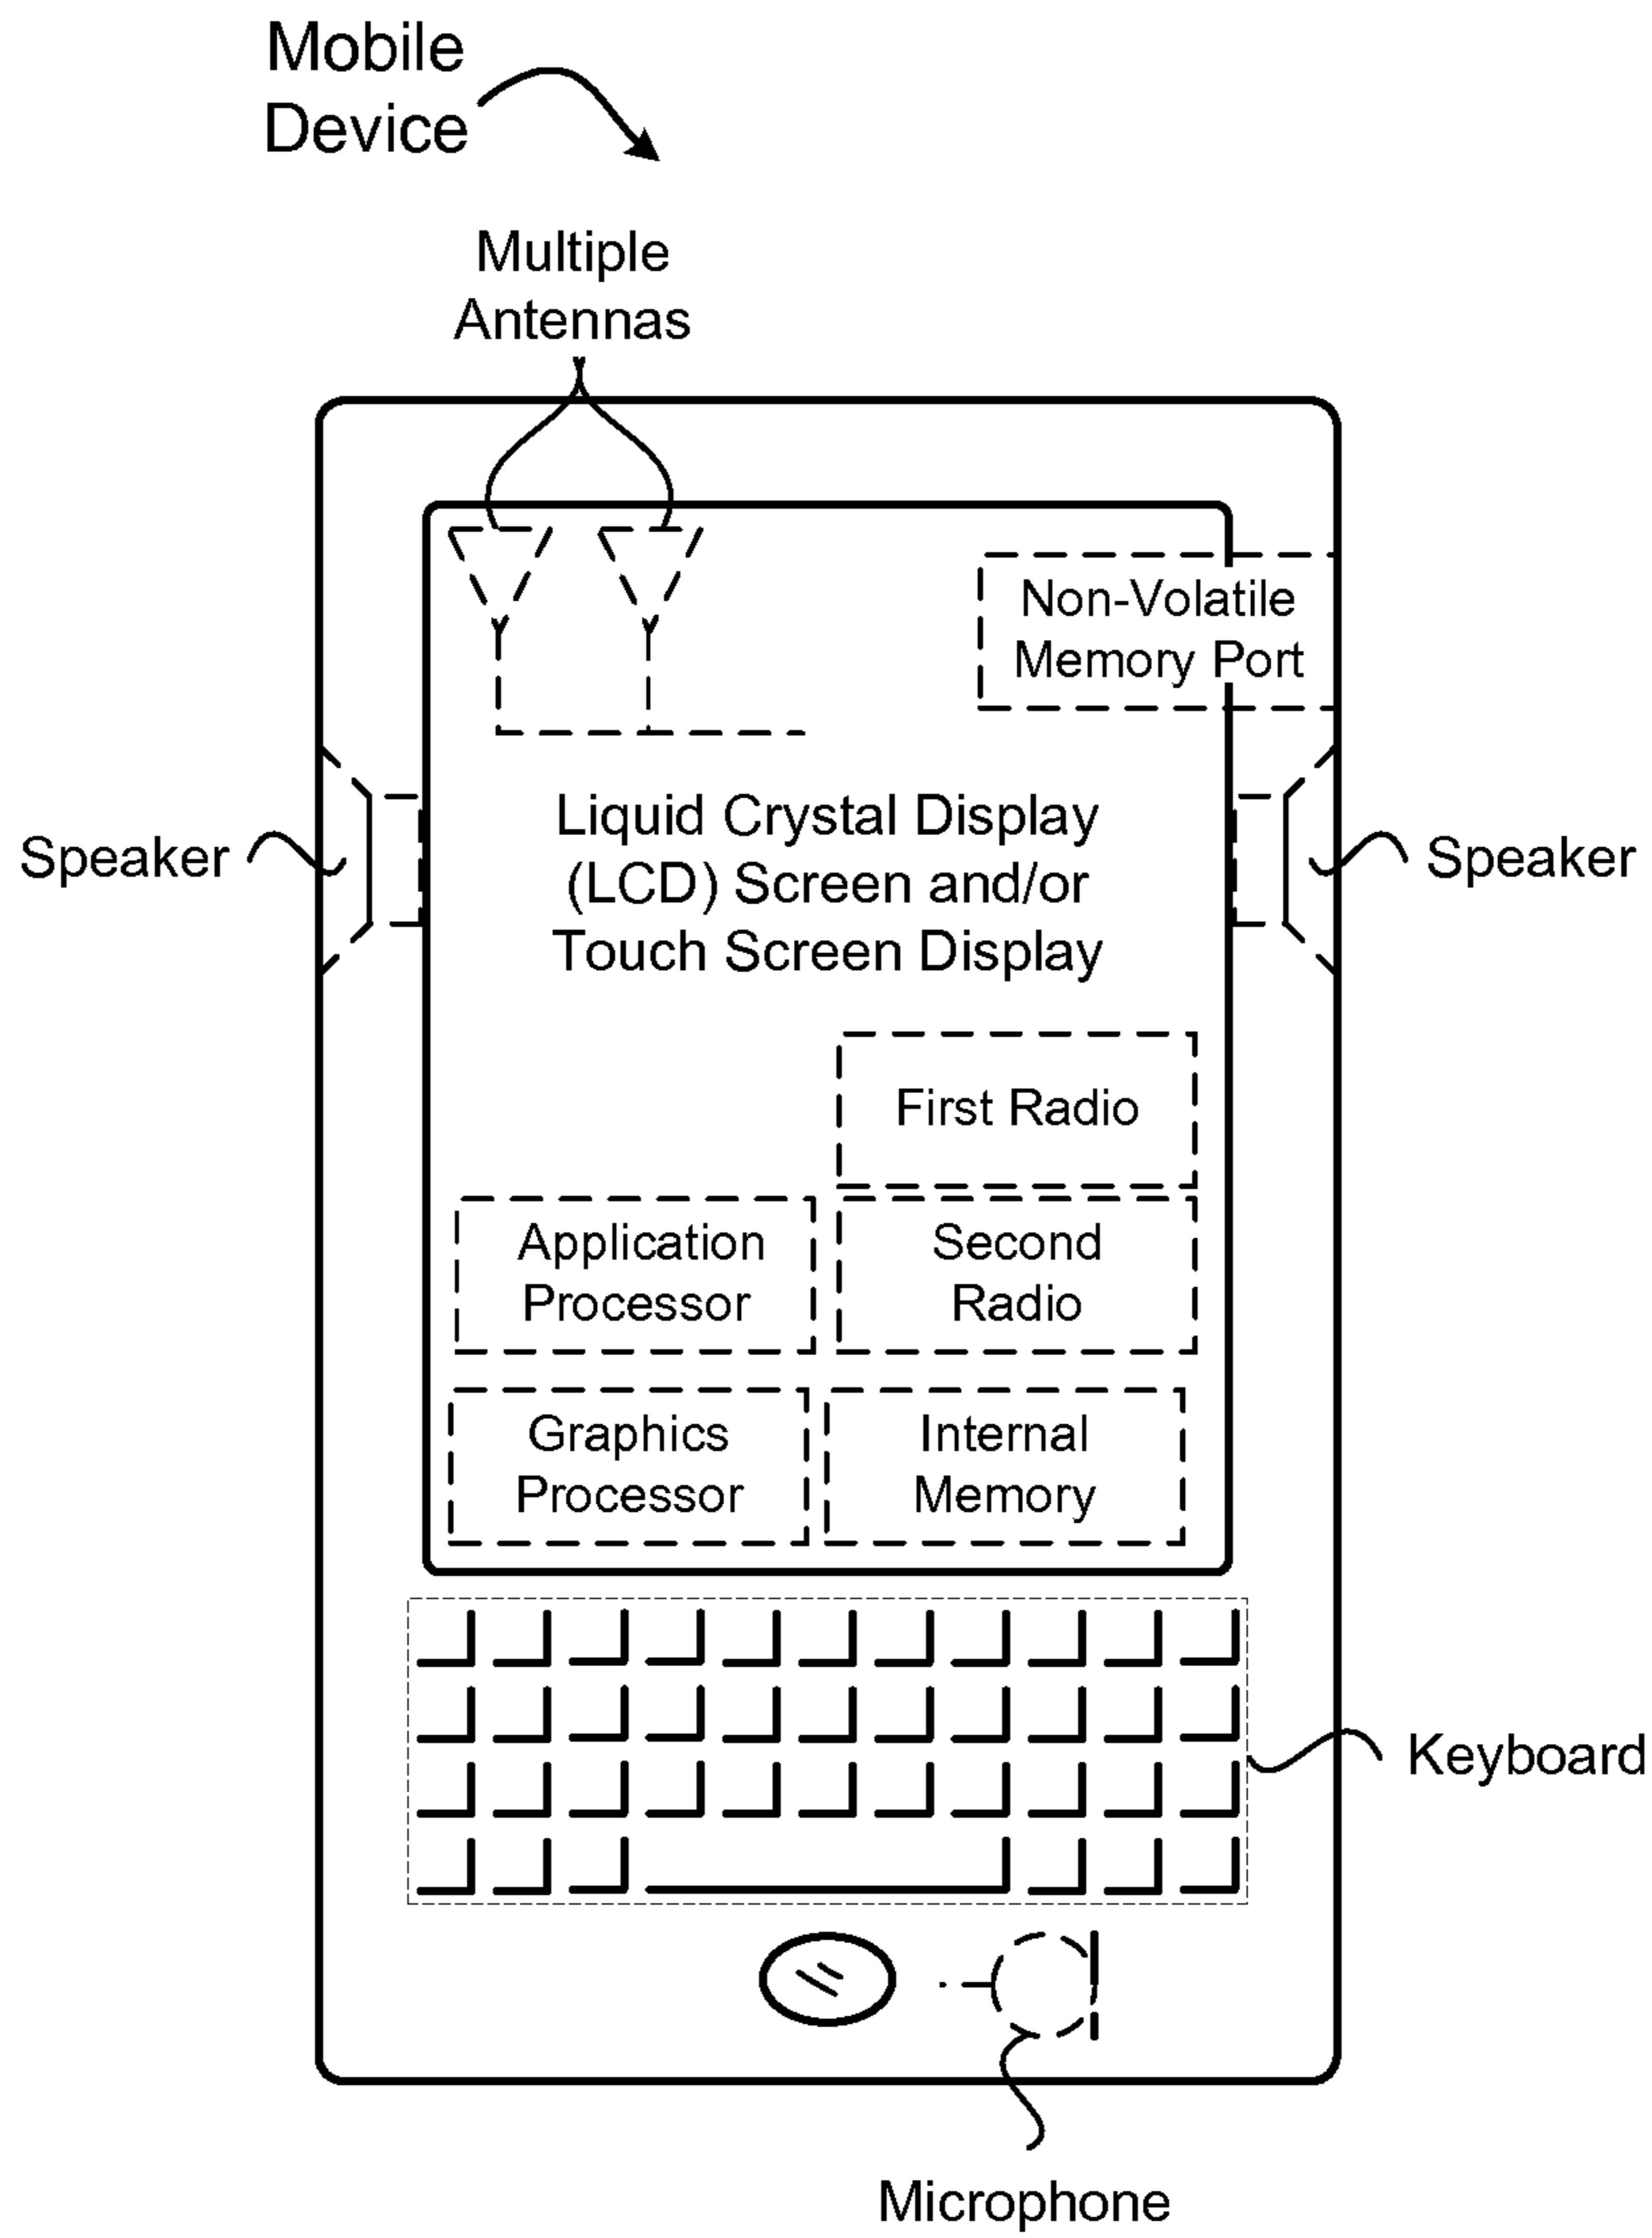 Mobile
Device
Multiple
Antennas
Non-Volatile
Memory Port
Liquid Crystal Display
(LCD) Screen and/or
Touch Screen Display
Speaker
Speaker
First Radio
Application
Processor
Second
Radio
Graphics
Processor
Internal
Memory
Keyboard
Microphone